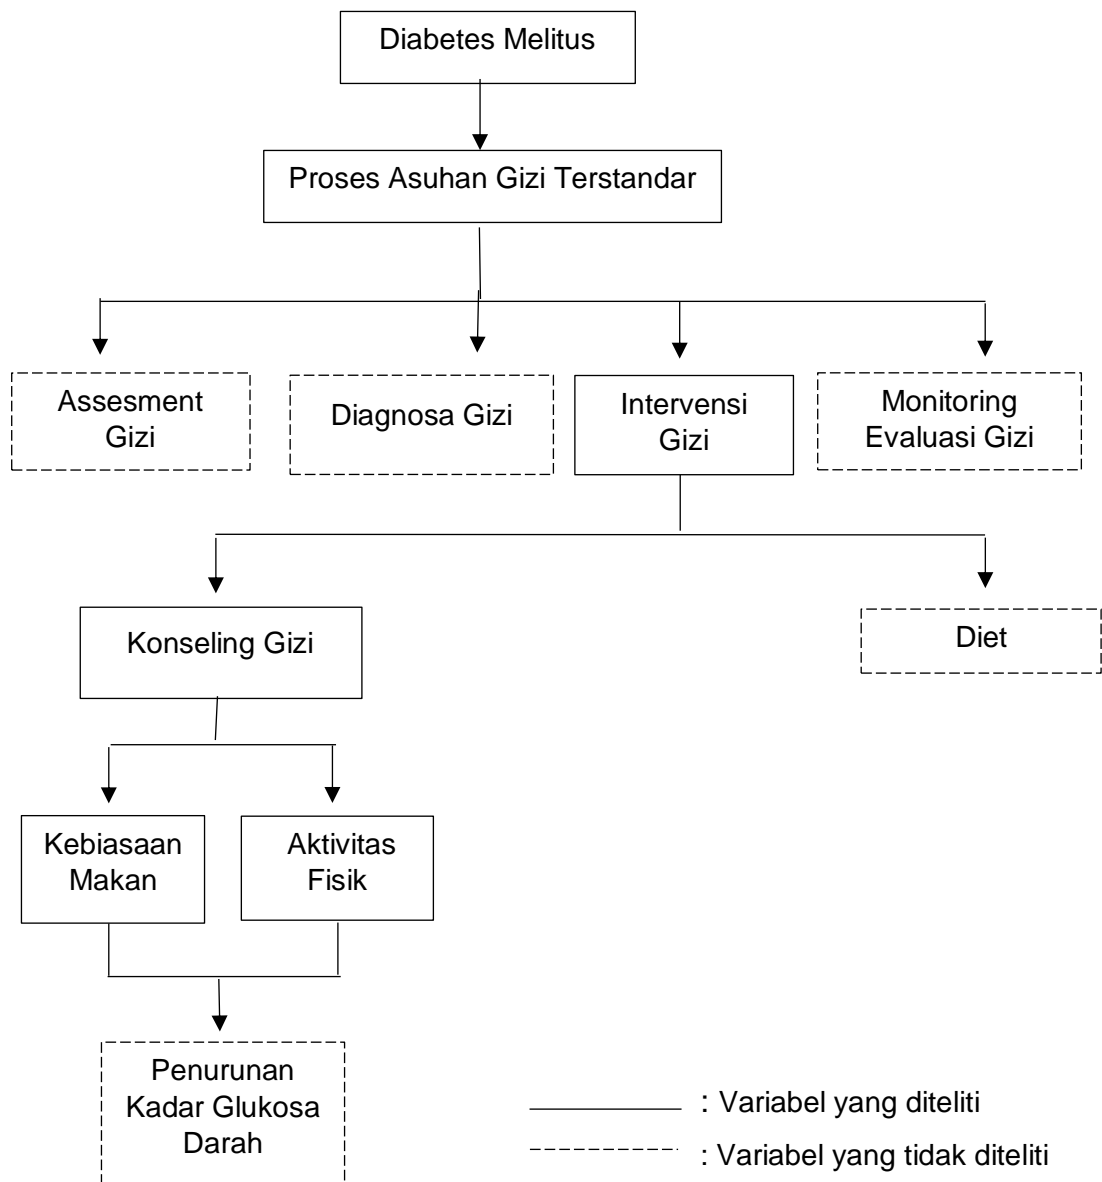 Diabetes Melitus
Proses Asuhan Gizi Terstandar
Assesment
Gizi
Diagnosa Gizi
Intervensi
Gizi
Monitoring
Evaluasi Gizi
Konseling Gizi
Diet
Kebiasaan
Makan
Aktivitas
Fisik
Penurunan
Kadar Glukosa
Darah
: Variabel yang diteliti
: Variabel yang tidak diteliti